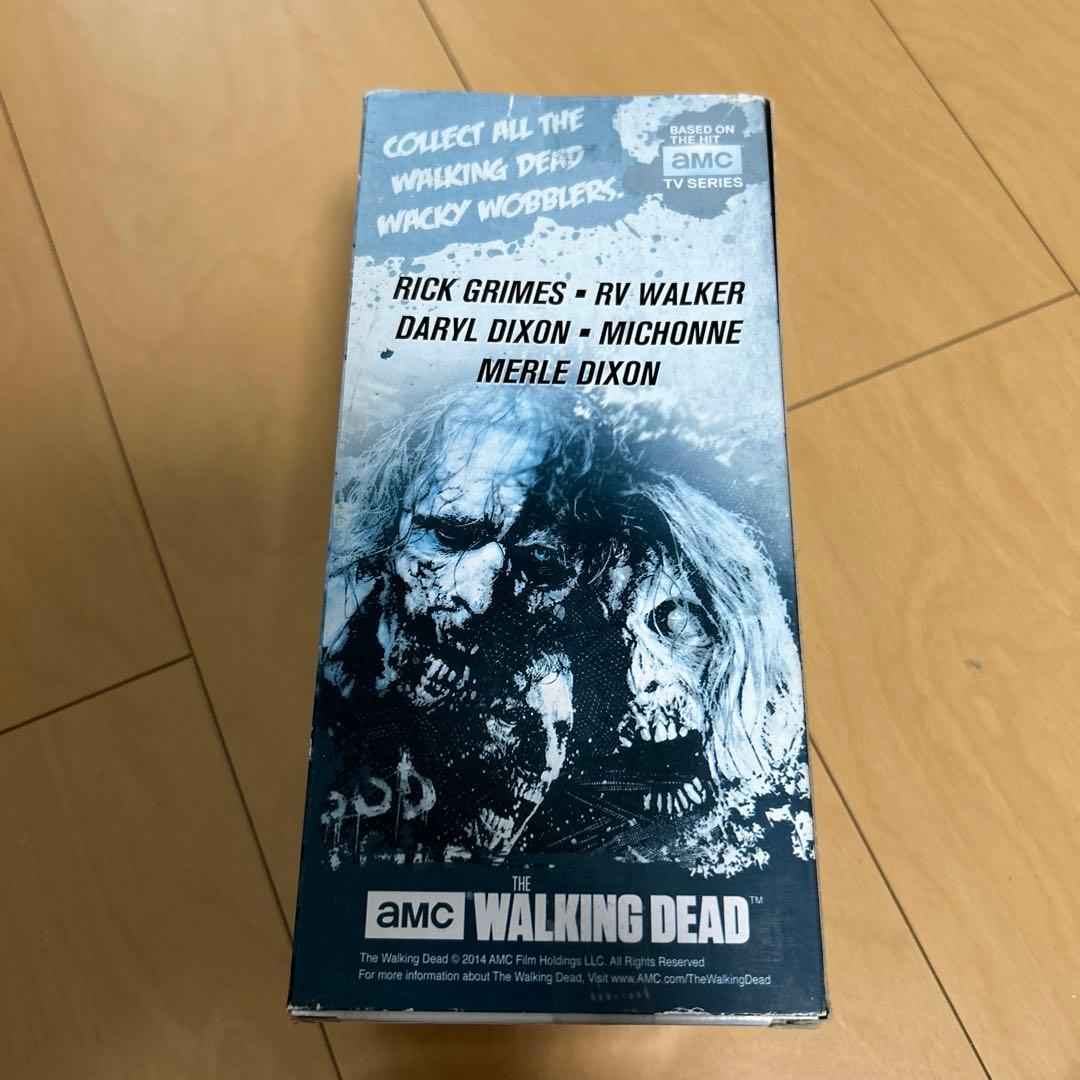 COLLECT ALL THE
WALKING DEAD
WACKY WOBBLERS.
BASED ON
THE HIT
aMC
TV SERIES
RICK GRIMES ▪ RV WALKER
DARYL DIXON ▪ MICHONNE
MERLE DIXON
aMC® THE WALKING DEAD™
The Walking Dead © 2014 AMC Film Holdings LLC. All Rights Reserved
For more information about The Walking Dead, Visit www.AMC.com/TheWalkingDead